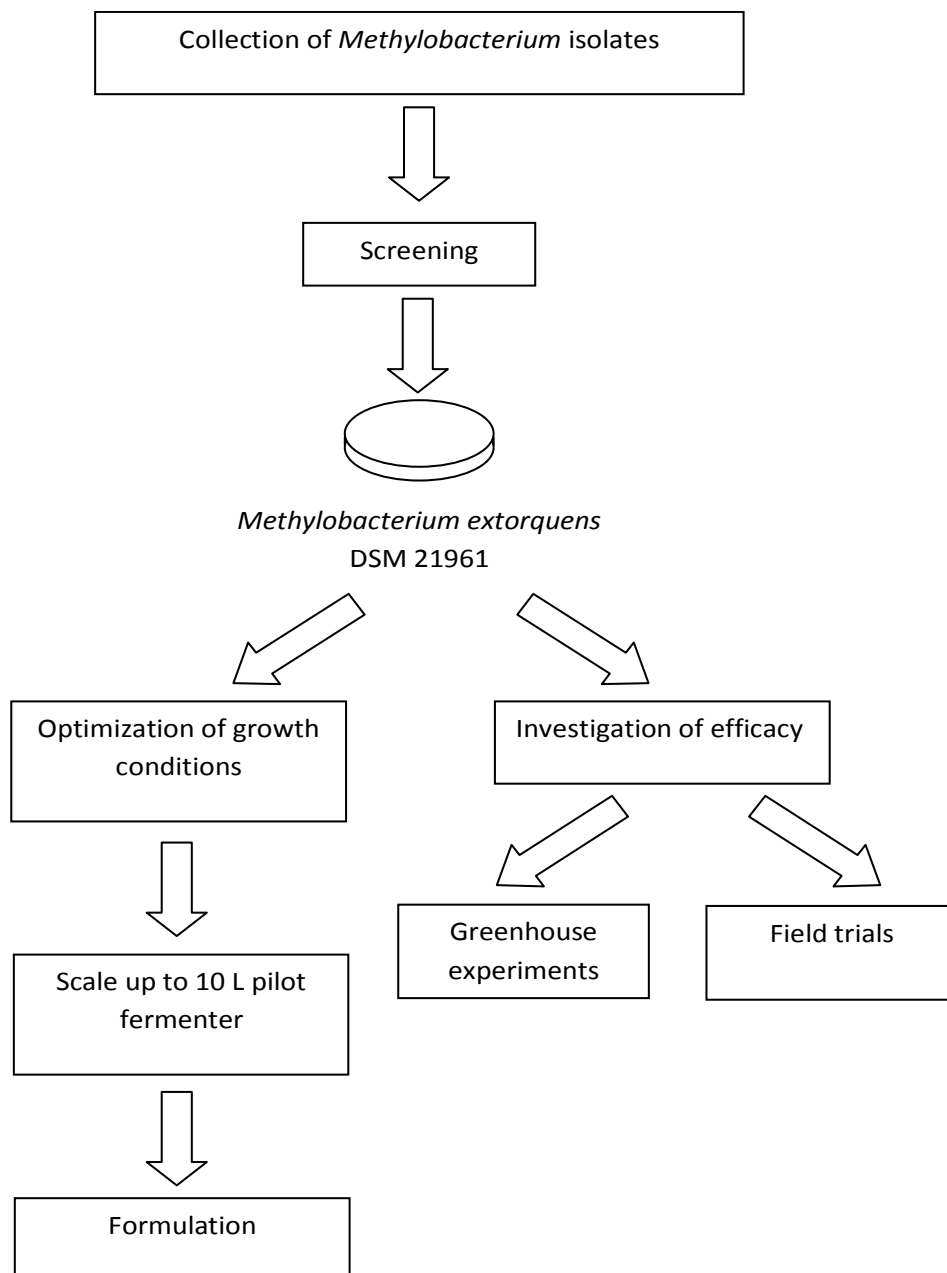 Collection of Methylobacterium isolates
Screening
Methylobacterium extorquens
DSM 21961
Optimization of growth
conditions
Investigation of efficacy
Greenhouse
experiments
Field trials
Scale up to 10 L pilot
fermenter
Formulation